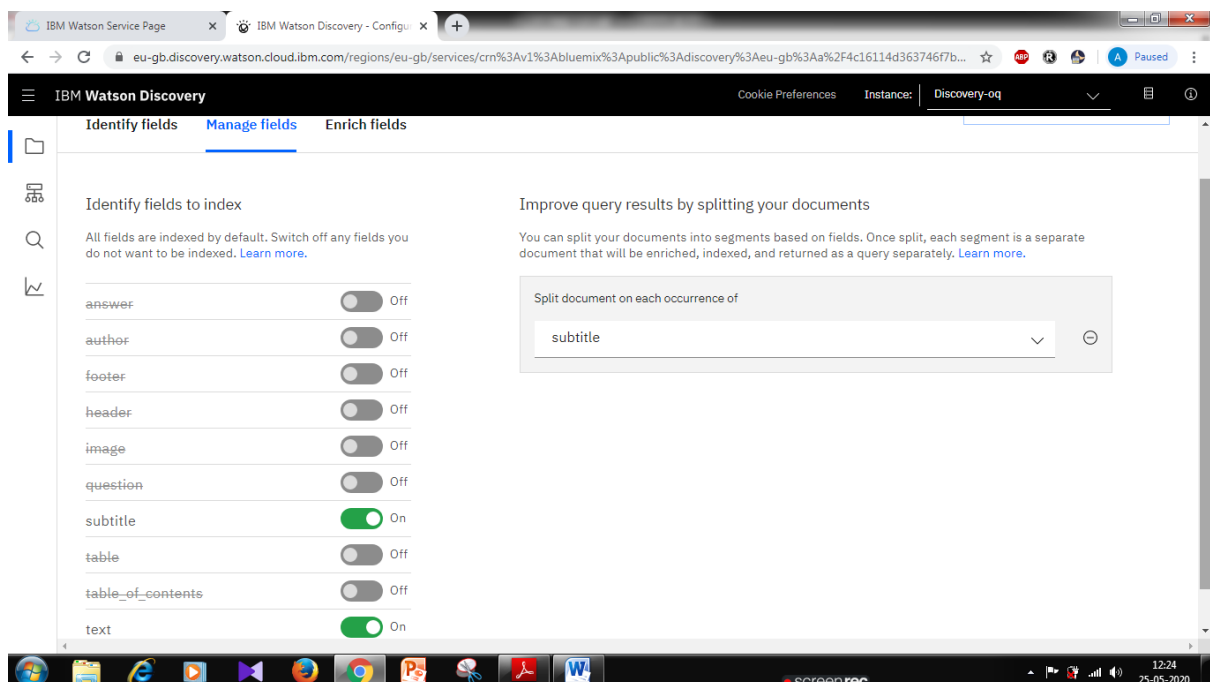 IBM Watson Service Page
IBM Watson Discovery - Configu
eu-gb.discovery.watson.cloud.ibm.com/regions/eu-gb/services/crn%3Av1%3Abluemix%3Apublic%3Adiscovery%3Aeu-gb%3Aa%2F4c16114d363746f7b...
ABP
R
A
Paused
IBM Watson Discovery
Cookie Preferences
Instance:
Discovery-oq
Identify fields
Manage fields
Enrich fields
Identify fields to index
All fields are indexed by default. Switch off any fields you
do not want to be indexed. Learn more.
answer Off
author Off
footer Off
header Off
image Off
question Off
subtitle On
table Off
table_of_contents Off
text On
Improve query results by splitting your documents
You can split your documents into segments based on fields. Once split, each segment is a separate
document that will be enriched, indexed, and returned as a query separately. Learn more.
Split document on each occurrence of
subtitle
screenrec
12:24
25-05-2020